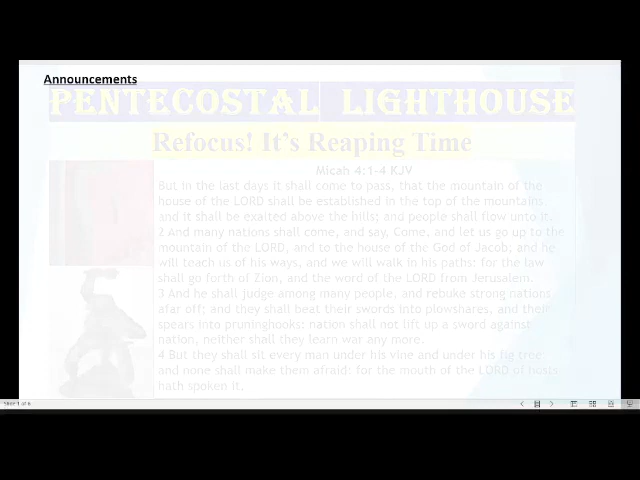 Announcements
PENTECOSTAL LIGHTHOUSE
Refocus! It's Reaping Time
Micah 4:1-4 KJV
But in the last days it shall come to pass, that the mountain of the
house of the LORD shall be established in the top of the mountains
and it shall be exalted above the hills; and people shall flow unto it.
2 And many nations shall come, and say, Come, and let us go up to the
mountain of the LORD, and to the house of the God of Jacob; and he
will teach us of his ways, and we will walk in his paths: for the law
shall go forth of Zion, and the word of the LORD from Jerusalem.
3 And he shall judge among many people, and rebuke strong nations
afar off; and they shall beat their swords into plowshares, and their
spears into pruninghooks: nation shall not lift up a sword against
nation, neither shall they learn war any more.
4 But they shall sit every man under his vine and under his fig tree
and none shall make them afraid: for the mouth of the LORD of hosts
hath spoken it.
Slide 1 of 6